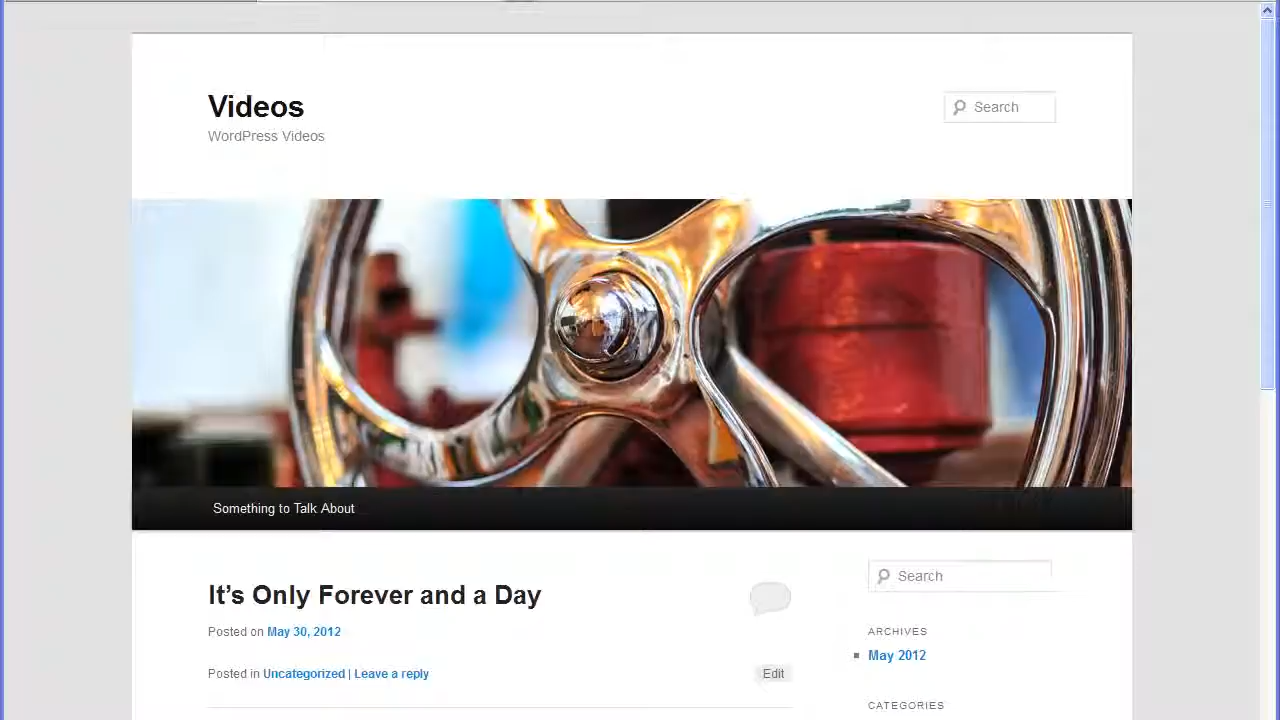 Videos
WordPress Videos
Search
Something to Talk About
It's Only Forever and a Day
Posted on May 30, 2012
Posted in Uncategorized | Leave a reply
Edit
Search
ARCHIVES
May 2012
CATEGORIES